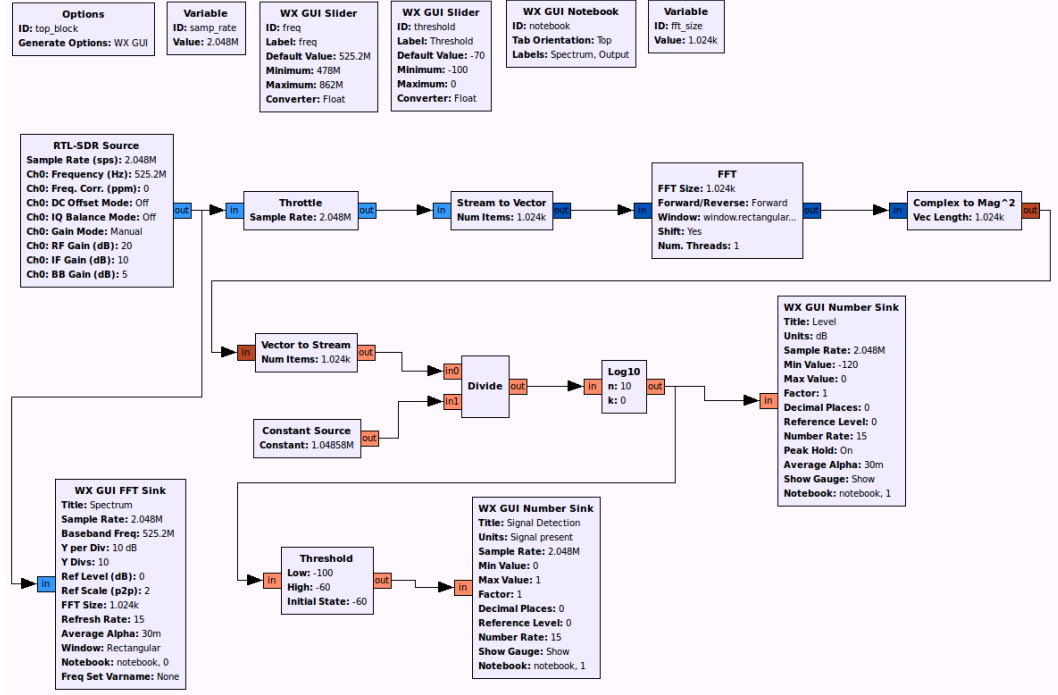 Options
ID: top_block
Generate Options: WX GUI
Variable
ID: samp_rate
Value: 2.048M
WX GUI Slider
ID: freq
Label: freq
Default Value: 525.2M
Minimum: 478M
Maximum: 862M
Converter: Float
WX GUI Slider
ID: threshold
Label: Threshold
Default Value: -70
Minimum: -100
Maximum: 0
Converter: Float
WX GUI Notebook
ID: notebook
Tab Orientation: Top
Labels: Spectrum, Output
Variable
ID: fft_size
Value: 1.024k
RTL-SDR Source
Sample Rate (sps): 2.048M
Ch0: Frequency (Hz): 525.2M
Ch0: Freq. Corr. (ppm): 0
Ch0: DC Offset Mode: Off
Ch0: IQ Balance Mode: Off
Ch0: Gain Mode: Manual
Ch0: RF Gain (dB): 20
Ch0: IF Gain (dB): 10
Ch0: BB Gain (dB): 5
out
in
Throttle
Sample Rate: 2.048M
out
in
Stream to Vector
Num Items: 1.024k
out
in
FFT
FFT Size: 1.024k
Forward/Reverse: Forward
Window: window.rectangular...
Shift: Yes
Num. Threads: 1
out
in
Complex to Mag^2
Vec Length: 1.024k
out
in
Vector to Stream
Num Items: 1.024k
out
Constant Source
Constant: 1.04858M
out
in0
in1
Divide
out
in
Log10
n: 10
k: 0
out
in
WX GUI Number Sink
Title: Level
Units: dB
Sample Rate: 2.048M
Min Value: -120
Max Value: 0
Factor: 1
Decimal Places: 0
Reference Level: 0
Number Rate: 15
Peak Hold: On
Average Alpha: 30m
Show Gauge: Show
Notebook: notebook, 1
in
WX GUI FFT Sink
Title: Spectrum
Sample Rate: 2.048M
Baseband Freq: 525.2M
Y per Div: 10 dB
Y Divs: 10
Ref Level (dB): 0
Ref Scale (p2p): 2
FFT Size: 1.024k
Refresh Rate: 15
Average Alpha: 30m
Window: Rectangular
Notebook: notebook, 0
Freq Set Varname: None
in
Threshold
Low: -100
High: -60
Initial State: -60
out
in
WX GUI Number Sink
Title: Signal Detection
Units: Signal present
Sample Rate: 2.048M
Min Value: 0
Max Value: 1
Factor: 1
Decimal Places: 0
Reference Level: 0
Number Rate: 15
Show Gauge: Show
Notebook: notebook, 1